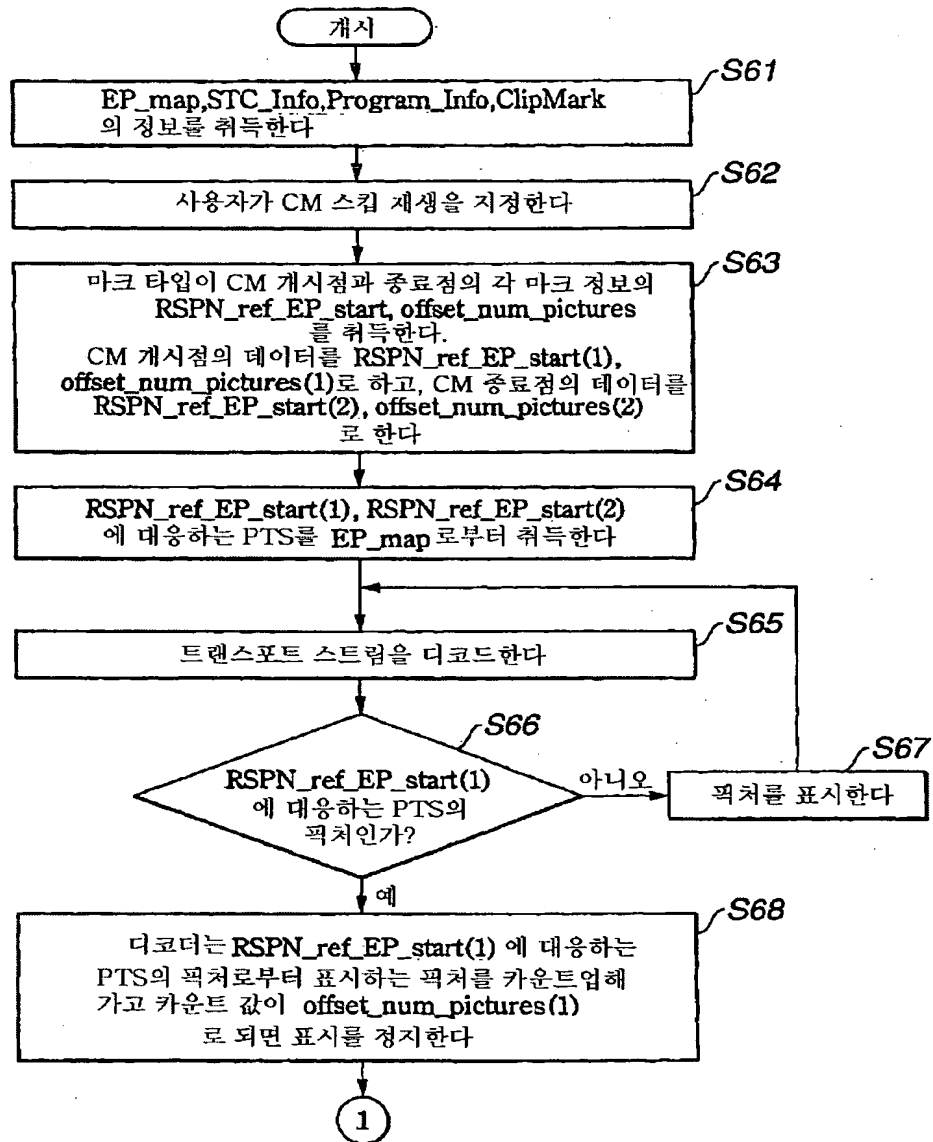 개시
S61
EP_map,STC_Info,Program_Info,ClipMark
의 정보를 취득한다
S62
사용자가 CM 스킵 재생을 지정한다
S63
마크 타입이 CM 개시점과 종료점의 각 마크 정보의
RSPN_ref_EP_start, offset_num_pictures
를 취득한다.
CM 개시점의 데이터를 RSPN_ref_EP_start(1),
offset_num_pictures(1)로 하고, CM 종료점의 데이터를
RSPN_ref_EP_start(2), offset_num_pictures(2)
로 한다
S64
RSPN_ref_EP_start(1), RSPN_ref_EP_start(2)
에 대응하는 PTS를 EP_map로부터 취득한다
S65
트랜스포트 스트림을 디코드한다
S66
RSPN_ref_EP_start(1)
에 대응하는 PTS의
픽처인가?
아니오
S67
픽처를 표시한다
예
S68
디코더는 RSPN_ref_EP_start(1) 에 대응하는
PTS의 픽처로부터 표시하는 픽처를 카운트업해
가고 카운트 값이 offset_num_pictures(1)
로 되면 표시를 정지한다
1